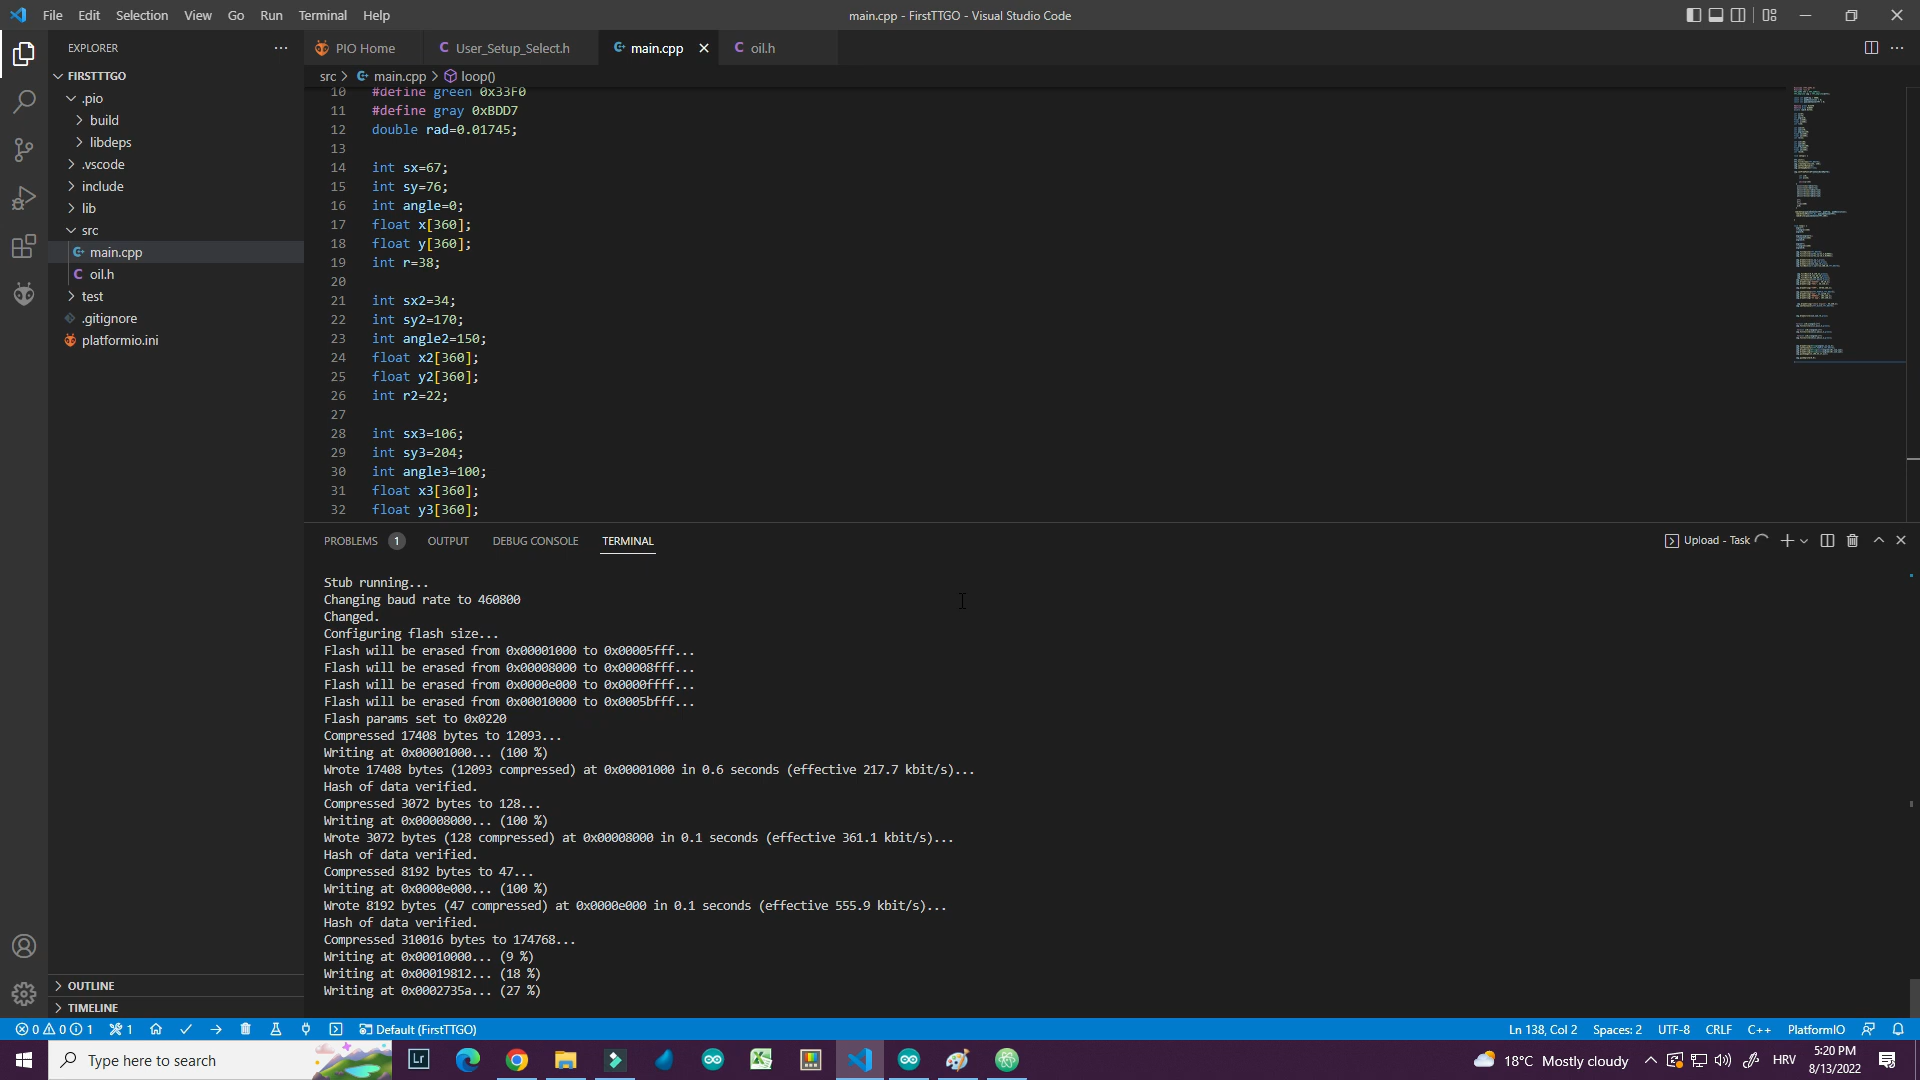 File Edit Selection View Go Run Terminal Help
main.cpp - FirstTTGO - Visual Studio Code
EXPLORER
PIO Home
C User_Setup_Select.h
main.cpp
C oil.h
FIRSTTTGO
src > main.cpp > loop()
.pio
build
libdeps
.vscode
include
lib
src
main.cpp
C oil.h
test
.gitignore
platformio.ini
OUTLINE
TIMELINE
10 #define green 0x33F0
11 #define gray 0xBDD7
12 double rad=0.01745;
13
14 int sx=67;
15 int sy=76;
16 int angle=0;
17 float x[360];
18 float y[360];
19 int r=38;
20
21 int sx2=34;
22 int sy2=170;
23 int angle2=150;
24 float x2[360];
25 float y2[360];
26 int r2=22;
27
28 int sx3=106;
29 int sy3=204;
30 int angle3=100;
31 float x3[360];
32 float y3[360];
PROBLEMS 1 OUTPUT DEBUG CONSOLE TERMINAL
Upload - Task
Stub running...
Changing baud rate to 460800
Changed.
Configuring flash size...
Flash will be erased from 0x00001000 to 0x00005fff...
Flash will be erased from 0x00008000 to 0x00008fff...
Flash will be erased from 0x0000e000 to 0x0000ffff...
Flash will be erased from 0x00010000 to 0x0005bfff...
Flash params set to 0x0220
Compressed 17408 bytes to 12093...
Writing at 0x00001000... (100 %)
Wrote 17408 bytes (12093 compressed) at 0x00001000 in 0.6 seconds (effective 217.7 kbit/s)...
Hash of data verified.
Compressed 3072 bytes to 128...
Writing at 0x00008000... (100 %)
Wrote 3072 bytes (128 compressed) at 0x00008000 in 0.1 seconds (effective 361.1 kbit/s)...
Hash of data verified.
Compressed 8192 bytes to 47...
Writing at 0x0000e000... (100 %)
Wrote 8192 bytes (47 compressed) at 0x0000e000 in 0.1 seconds (effective 555.9 kbit/s)...
Hash of data verified.
Compressed 310016 bytes to 174768...
Writing at 0x00010000... (9 %)
Writing at 0x00019812... (18 %)
Writing at 0x0002735a... (27 %)
0 0 1 1 Default (FirstTTGO)
Ln 138, Col 2 Spaces: 2 UTF-8 CRLF C++ PlatformIO
Type here to search
Lr
18°C Mostly cloudy
HRV
5:20 PM
8/13/2022